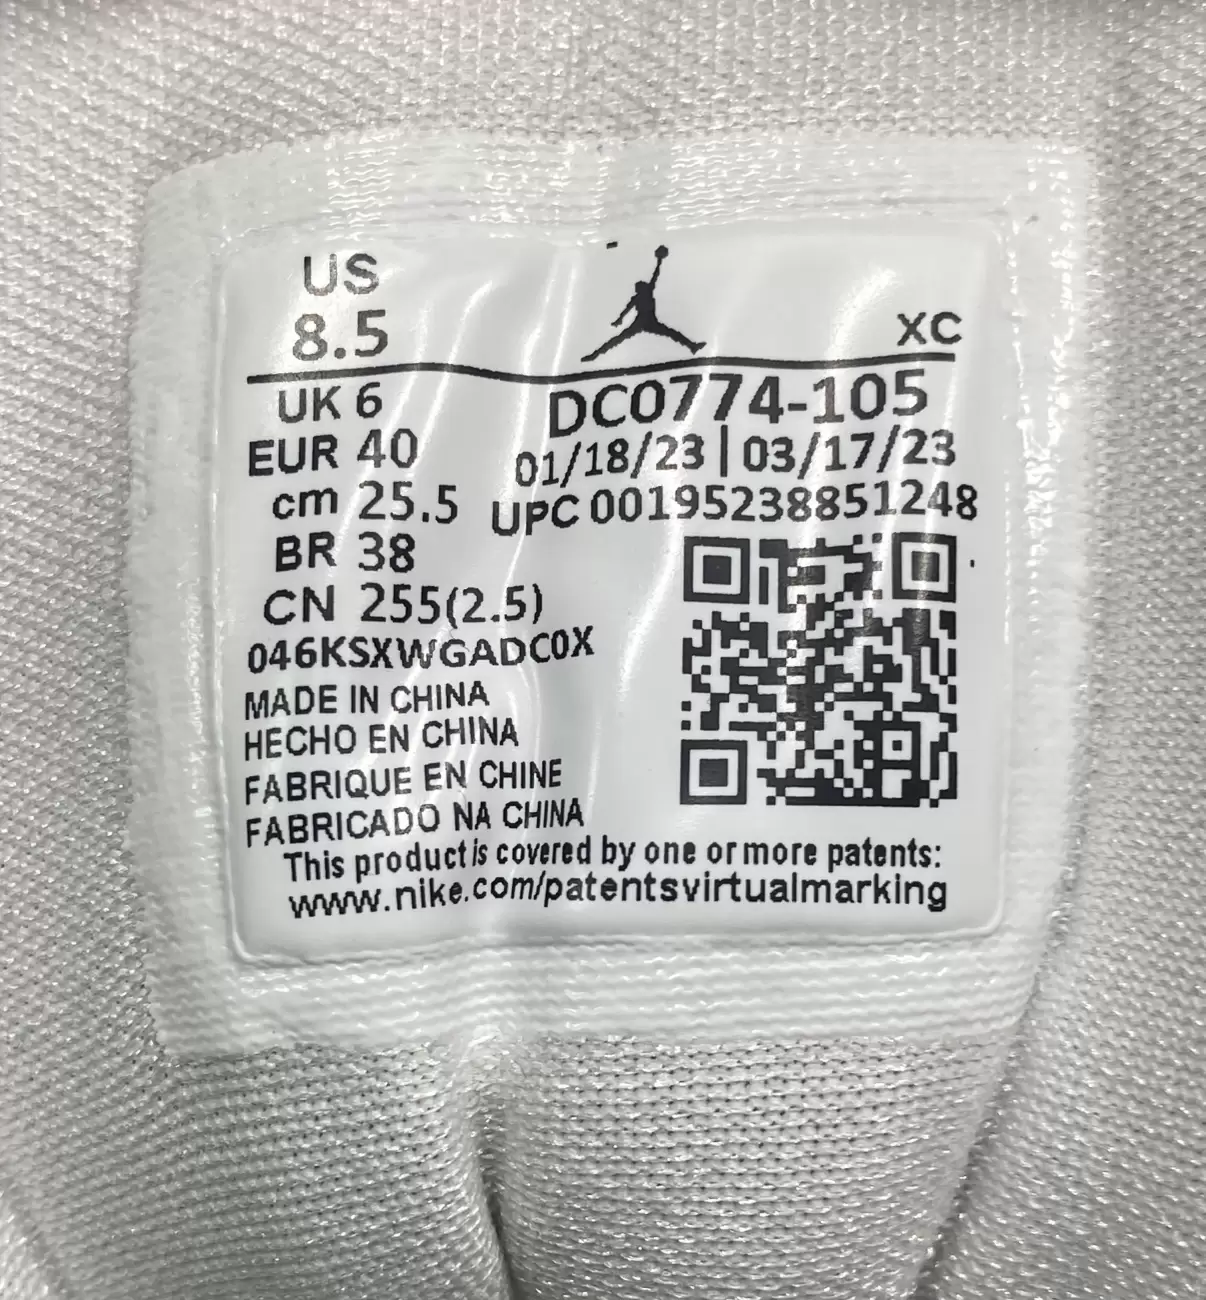 US
8.5
XC
UK 6
EUR 40
cm 25.5
BR 38
CN 255(2.5)
DC0774-105
01/18/23 | 03/17/23
UPC 00195238851248
046KSXWGADC0X
MADE IN CHINA
HECHO EN CHINA
FABRIQUE EN CHINE
FABRICADO NA CHINA
This product is covered by one or more patents:
www.nike.com/patentsvirtualmarking